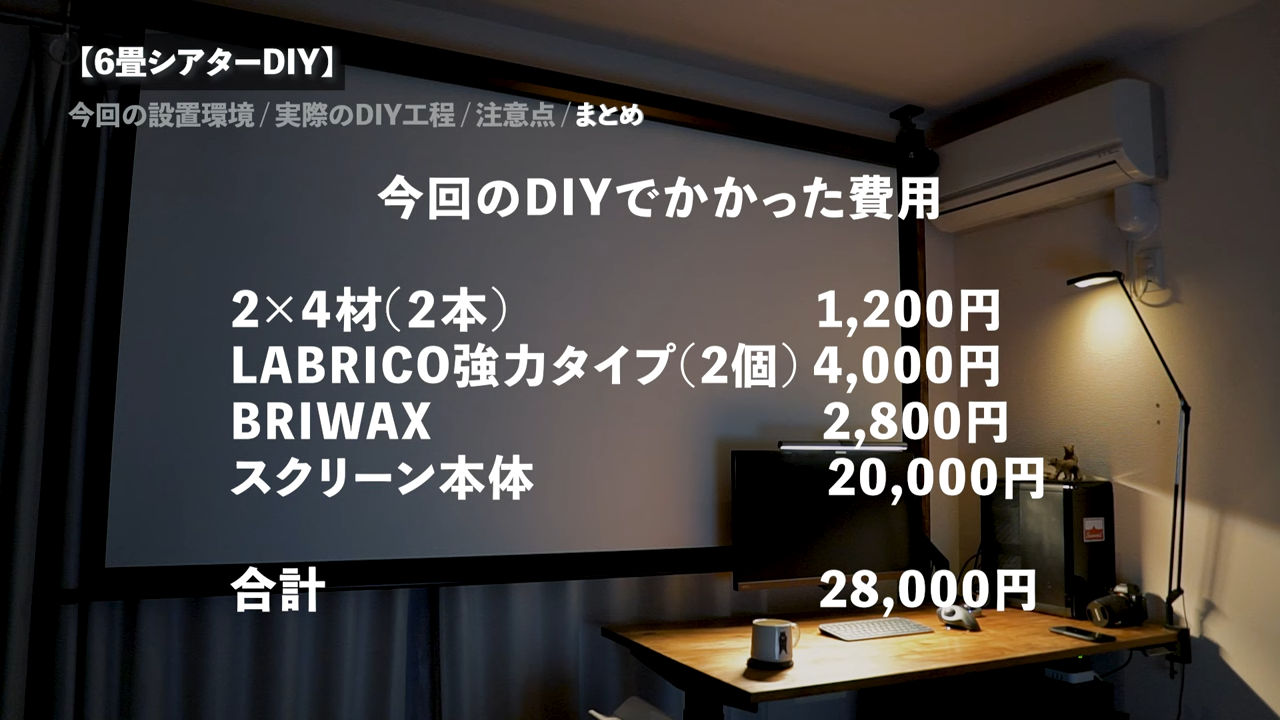 【6畳シアターDIY】
今回の設置環境/実際のDIY工程/注意点/まとめ
今回のDIYでかかった費用
2×4材(2本) 1,200円
LABRICO強力タイプ(2個) 4,000円
BRIWAX 2,800円
スクリーン本体 20,000円
合計 28,000円